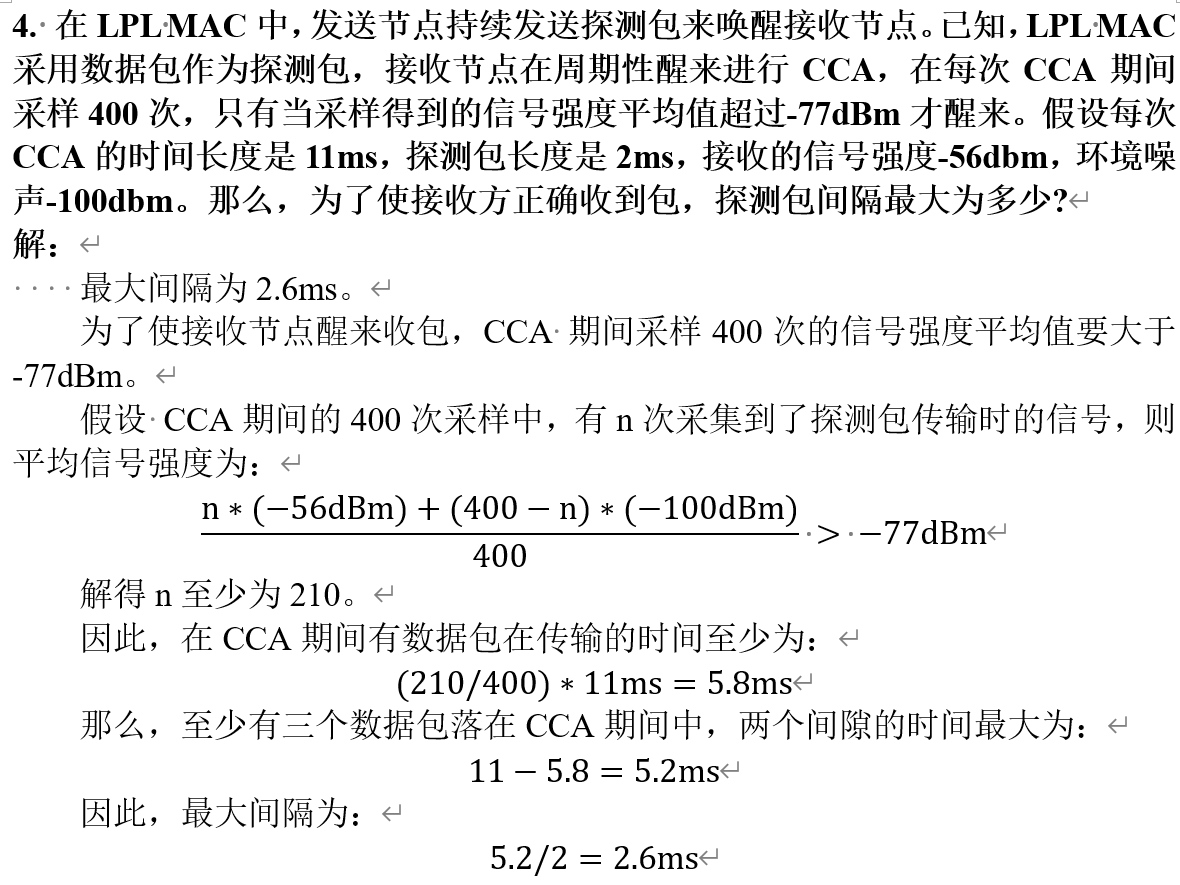 4. 在 LPL MAC 中，发送节点持续发送探测包来唤醒接收节点。已知，LPL MAC
采用数据包作为探测包，接收节点在周期性醒来进行 CCA，在每次 CCA 期间
采样 400 次，只有当采样得到的信号强度平均值超过-77dBm 才醒来。假设每次
CCA 的时间长度是 11ms，探测包长度是 2ms，接收的信号强度-56dbm，环境噪
声-100dbm。那么，为了使接收方正确收到包，探测包间隔最大为多少?↵
解：↵
····最大间隔为 2.6ms。↵
为了使接收节点醒来收包，CCA 期间采样 400 次的信号强度平均值要大于
-77dBm。↵
假设 CCA 期间的 400 次采样中，有 n 次采集到了探测包传输时的信号，则
平均信号强度为：↵
n ∗ (−56dBm) + (400 − n) ∗ (−100dBm)
400
> −77dBm↵
解得 n 至少为 210。↵
因此，在 CCA 期间有数据包在传输的时间至少为：↵
(210/400) ∗ 11ms = 5.8ms↵
那么，至少有三个数据包落在 CCA 期间中，两个间隙的时间最大为：↵
11 − 5.8 = 5.2ms↵
因此，最大间隔为：↵
5.2/2 = 2.6ms↵